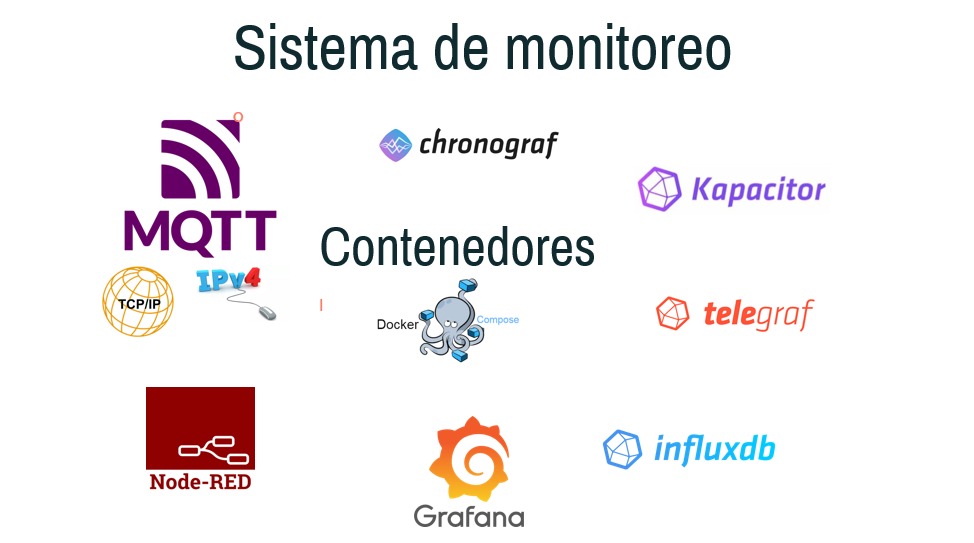 Sistema de monitoreo
O
MQTT
chronograf
Kapacitor
Contenedores
TCP/IP
IPv4
I
Docker
Compose
telegraf
Node-RED
Grafana
influxdb